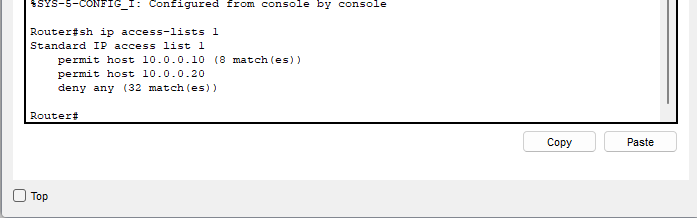 %SYS-5-CONFIG_I: Configured from console by console
Router#sh ip access-lists 1
Standard IP access list 1
    permit host 10.0.0.10 (8 match(es))
    permit host 10.0.0.20
    deny any (32 match(es))
Router#
Copy Paste
Top